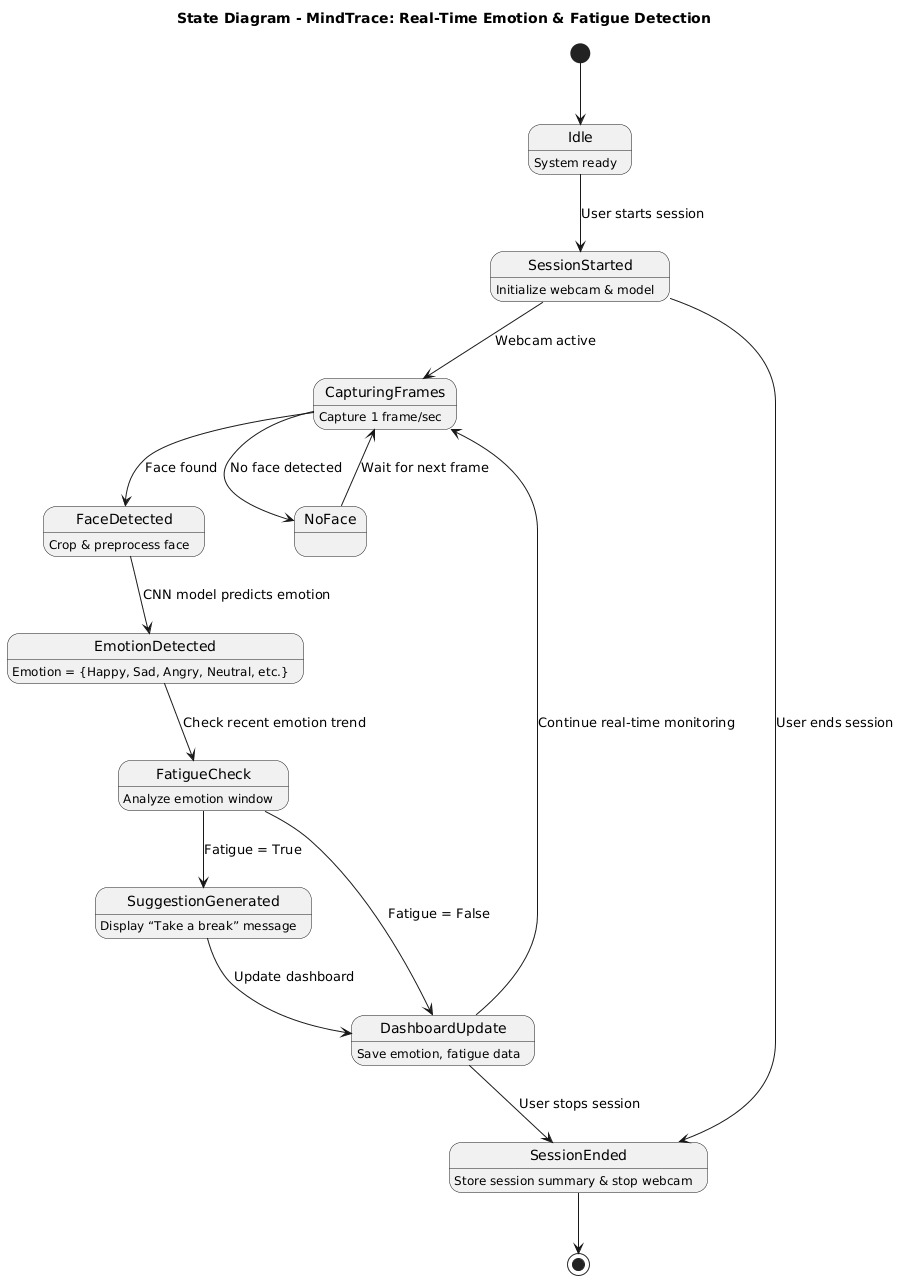 State Diagram - MindTrace: Real-Time Emotion & Fatigue Detection
Idle
System ready
User starts session
SessionStarted
Initialize webcam & model
Webcam active
CapturingFrames
Capture 1 frame/sec
Face found
No face detected
Wait for next frame
FaceDetected
Crop & preprocess face
NoFace
CNN model predicts emotion
EmotionDetected
Emotion = {Happy, Sad, Angry, Neutral, etc.}
Check recent emotion trend
Continue real-time monitoring
User ends session
FatigueCheck
Analyze emotion window
Fatigue = True
SuggestionGenerated
Display “Take a break” message
Fatigue = False
Update dashboard
DashboardUpdate
Save emotion, fatigue data
User stops session
SessionEnded
Store session summary & stop webcam